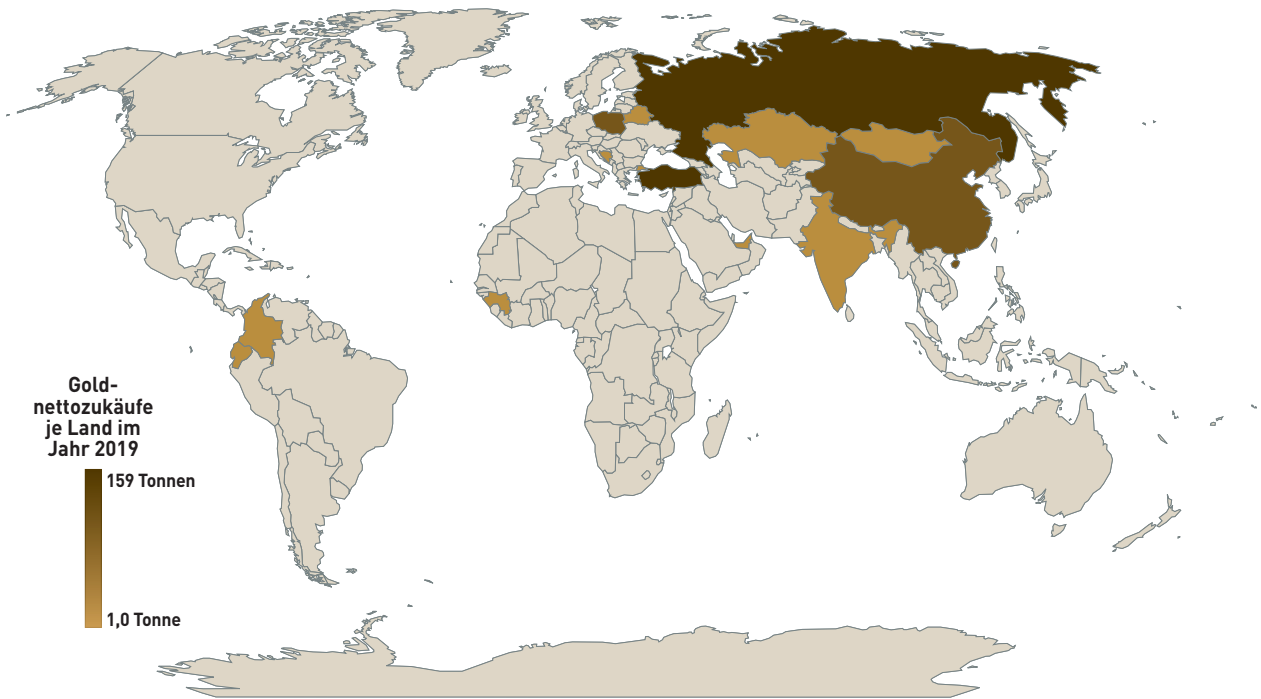 Gold-
nettozukäufe
je Land im
Jahr 2019
159 Tonnen
1,0 Tonne